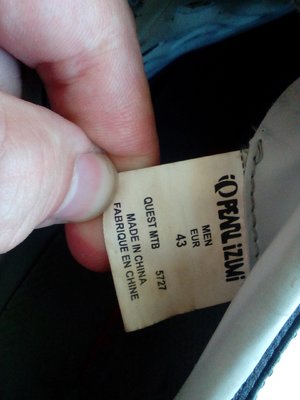 PEARL iZUMi
MEN
EUR
43
QUEST MTB 5727
MADE IN CHINA
FABRIQUE EN CHINE